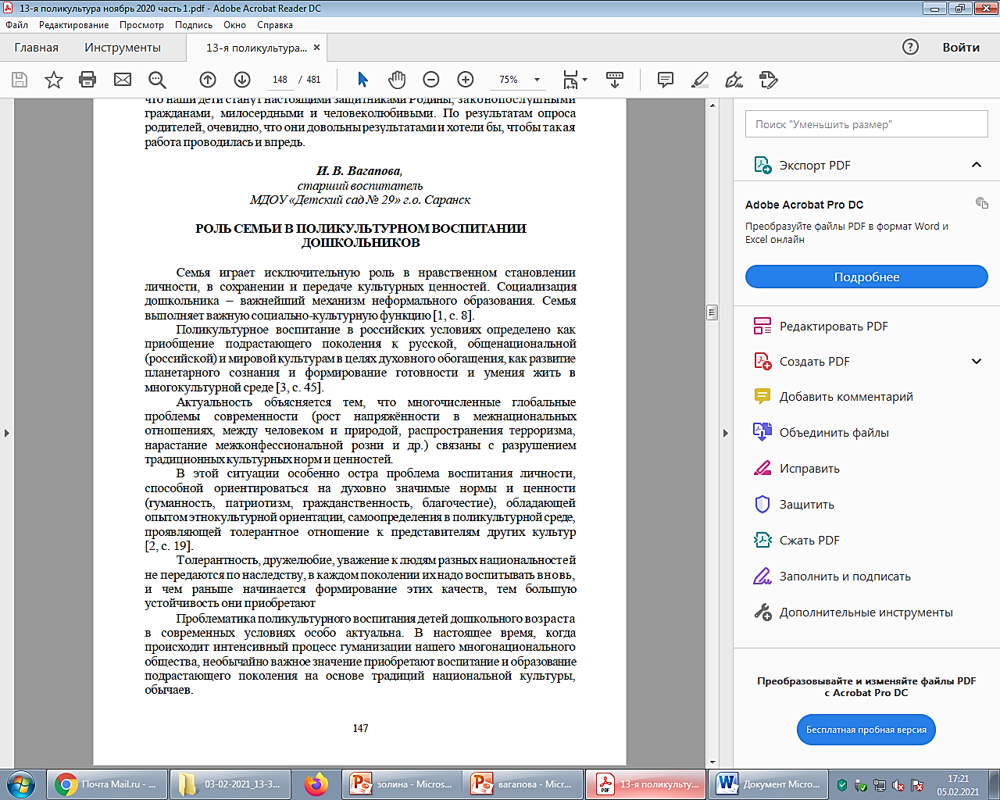 13-я поликультура ноябрь 2020 часть 1.pdf - Adobe Acrobat Reader DC
Файл Редактирование Просмотр Подпись Окно Справка
Главная Инструменты 13-я поликультура... × Войти
148 / 481 75%
что наши дети станут настоящими защитниками Родины, законопослушными
гражданами, милосердными и человеколюбивыми. По результатам опроса
родителей, очевидно, что они довольны результатами и хотели бы, чтобы такая
работа проводилась и впредь.
И. В. Вагапова,
старший воспитатель
МДОУ «Детский сад № 29» г.о. Саранск
РОЛЬ СЕМЬИ В ПОЛИКУЛЬТУРНОМ ВОСПИТАНИИ
ДОШКОЛЬНИКОВ
Семья играет исключительную роль в нравственном становлении
личности, в сохранении и передаче культурных ценностей. Социализация
дошкольника – важнейший механизм неформального образования. Семья
выполняет важную социально-культурную функцию [1, с. 8].
Поликультурное воспитание в российских условиях определено как
приобщение подрастающего поколения к русской, общенациональной
(российской) и мировой культурам в целях духовного обогащения, как развитие
планетарного сознания и формирование готовности и умения жить в
многокультурной среде [3, с. 45].
Актуальность объясняется тем, что многочисленные глобальные
проблемы современности (рост напряжённости в межнациональных
отношениях, между человеком и природой, распространения терроризма,
нарастание межконфессиональной розни и др.) связаны с разрушением
традиционных культурных норм и ценностей.
В этой ситуации особенно остра проблема воспитания личности,
способной ориентироваться на духовно значимые нормы и ценности
(гуманность, патриотизм, гражданственность, благочестие), обладающей
опытом этнокультурной ориентации, самоопределения в поликультурной среде,
проявляющей толерантное отношение к представителям других культур
[2, с. 19].
Толерантность, дружелюбие, уважение к людям разных национальностей
не передаются по наследству, в каждом поколении их надо воспитывать вновь,
и чем раньше начинается формирование этих качеств, тем большую
устойчивость они приобретают
Проблематика поликультурного воспитания детей дошкольного возраста
в современных условиях особо актуальна. В настоящее время, когда
происходит интенсивный процесс гуманизации нашего многонационального
общества, необычайно важное значение приобретают воспитание и образование
подрастающего поколения на основе традиций национальной культуры,
обычаев.
147
Поиск "Уменьшить размер"
Экспорт PDF
Adobe Acrobat Pro DC
Преобразуйте файлы PDF в формат Word и
Excel онлайн
Подробнее
Редактировать PDF
Создать PDF
Добавить комментарий
Объединить файлы
Исправить
Защитить
Сжать PDF
Заполнить и подписать
Дополнительные инструменты
Преобразовывайте и изменяйте файлы PDF
с Acrobat Pro DC
Бесплатная пробная версия
Почта Mail.ru - ... 03-02-2021_13-3... золина - Micros... вагапова - Micr... 13-я поликульту... Документ Micro... 17:21
05.02.2021